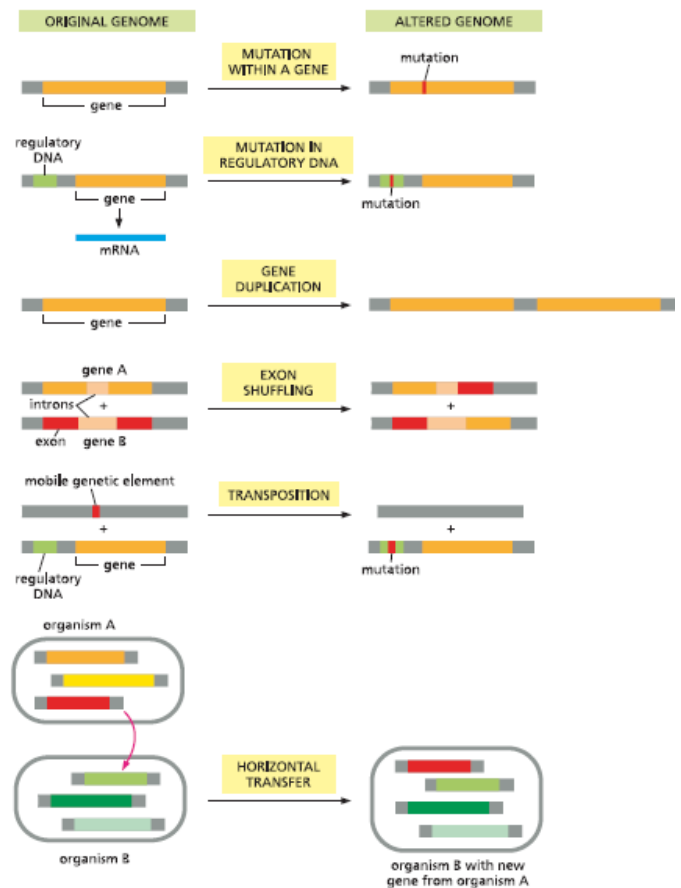 ORIGINAL GENOME
ALTERED GENOME
MUTATION
WITHIN A GENE
mutation
gene
regulatory
DNA
MUTATION IN
REGULATORY DNA
gene
mutation
mRNA
GENE
DUPLICATION
gene
gene A
EXON
SHUFFLING
introns
+
+
exon
gene B
mobile genetic element
TRANSPOSITION
+
+
gene
regulatory
DNA
mutation
organism A
HORIZONTAL
TRANSFER
organism B
organism B with new
gene from organism A